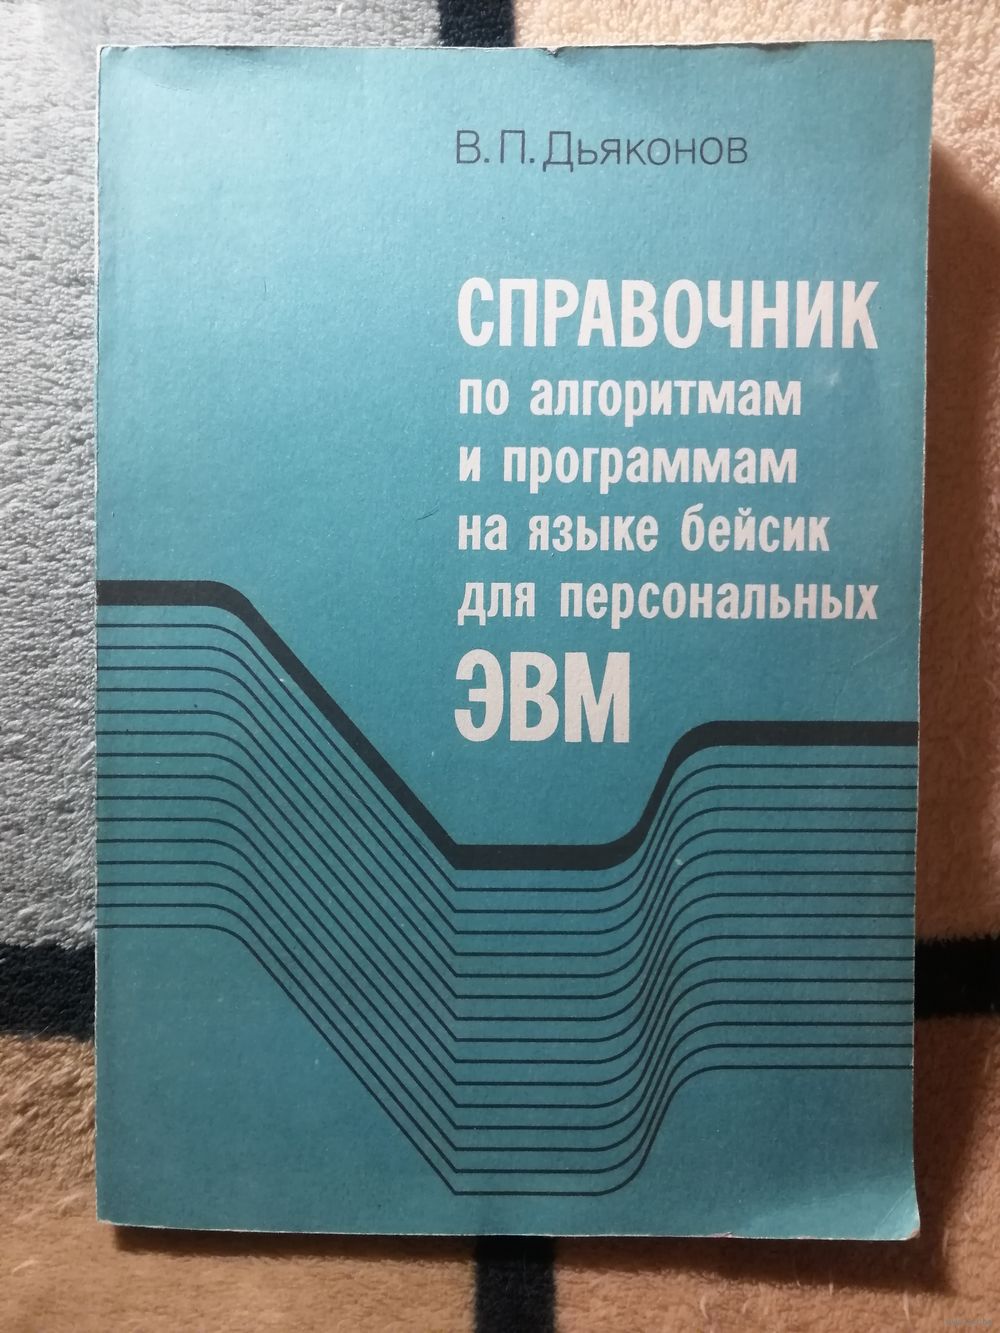 В. П. Дьяконов
СПРАВОЧНИК
по алгоритмам
и программам
на языке бейсик
для персональных
ЭВМ